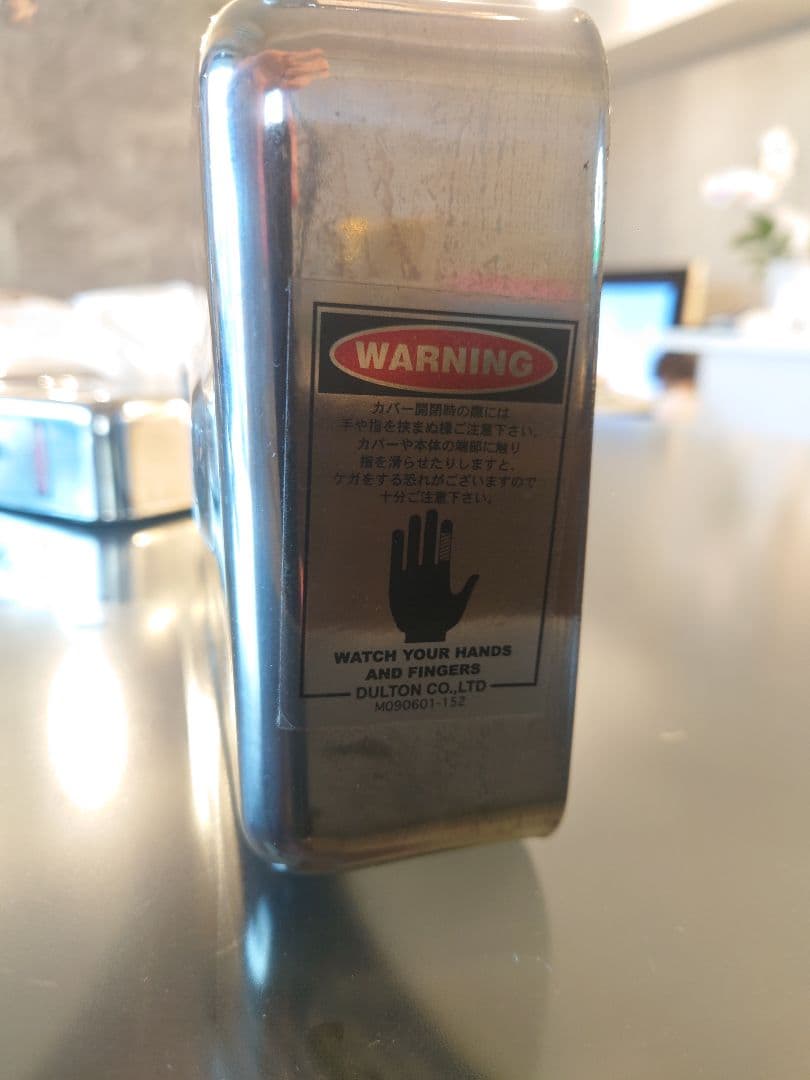 WARNING
カバー開閉時の際には
手や指を挟まぬ様ご注意下さい。
カバーや本体の端部に触り
指を滑らせたりしますと、
ケガをする恐れがございますので
十分ご注意下さい。
WATCH YOUR HANDS
AND FINGERS
DULTON CO.,LTD
M090601-152